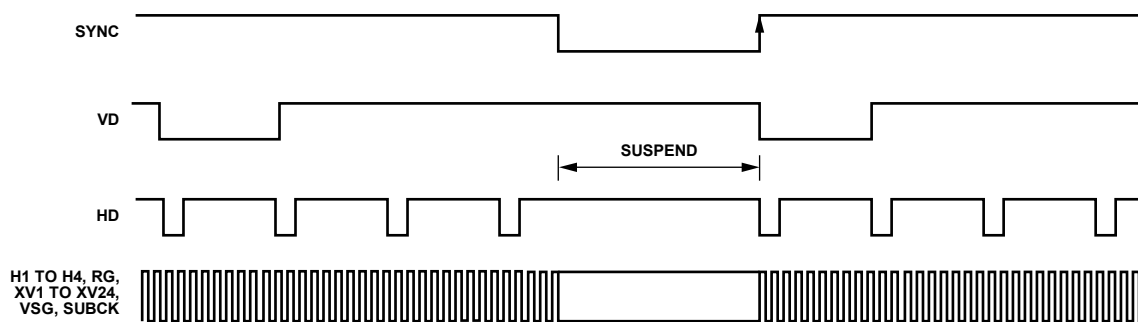 SYNC
VD
SUSPEND
HD
H1 TO H4, RG,
XV1 TO XV24,
VSG, SUBCK